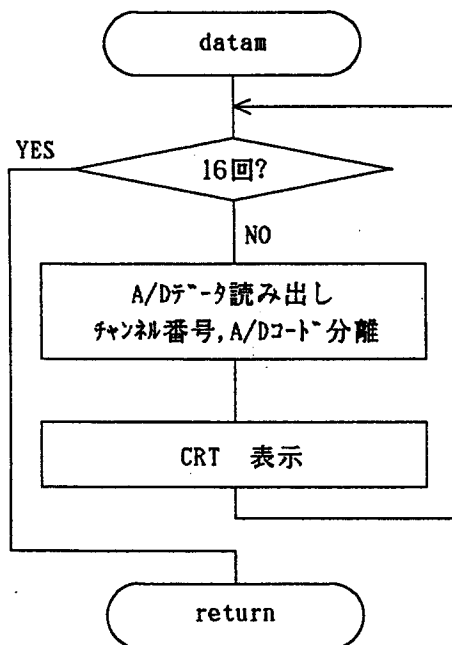 datam
YES
16回?
NO
A/Dﾃﾞｰﾀ読み出し
ﾁｬﾝﾈﾙ番号,A/Dｺｰﾄﾞ分離
CRT 表示
return